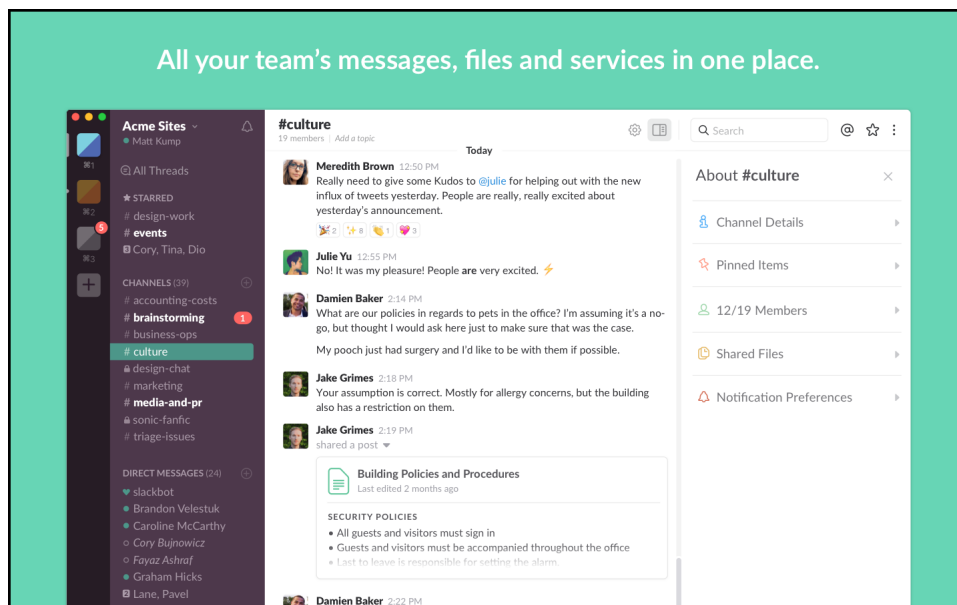 All your team’s messages, files and services in one place.
Acme Sites
Matt Kump
⌘1
⌘2
5
⌘3
All Threads
★ STARRED
# design-work
# events
2 Cory, Tina, Dio
CHANNELS (39)
# accounting-costs
# brainstorming 1
# business-ops
# culture
design-chat
# marketing
# media-and-pr
sonic-fanfic
# triage-issues
DIRECT MESSAGES (24)
slackbot
Brandon Velestuk
Caroline McCarthy
Cory Bujnowicz
Fayaz Ashraf
Graham Hicks
2 Lane, Pavel
#culture
19 members | Add a topic
Search
@
Today
Meredith Brown 12:50 PM
Really need to give some Kudos to @julie for helping out with the new
influx of tweets yesterday. People are really, really excited about
yesterday’s announcement.
🎉 2 ✨ 8 👏 1 💖 3
Julie Yu 12:55 PM
No! It was my pleasure! People are very excited. ⚡
Damien Baker 2:14 PM
What are our policies in regards to pets in the office? I’m assuming it’s a no-
go, but thought I would ask here just to make sure that was the case.
My pooch just had surgery and I’d like to be with them if possible.
Jake Grimes 2:18 PM
Your assumption is correct. Mostly for allergy concerns, but the building
also has a restriction on them.
Jake Grimes 2:19 PM
shared a post
Building Policies and Procedures
Last edited 2 months ago
SECURITY POLICIES
• All guests and visitors must sign in
• Guests and visitors must be accompanied throughout the office
• Last to leave is responsible for setting the alarm.
Damien Baker 2:22 PM
About #culture
Channel Details
Pinned Items
12/19 Members
Shared Files
Notification Preferences